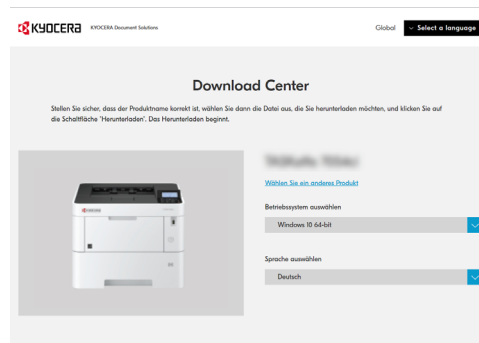 KYOCERA KYOCERA Document Solutions
Global Select a language
Download Center
Stellen Sie sicher, dass der Produktname korrekt ist, wählen Sie dann die Datei aus, die Sie herunterladen möchten, und klicken Sie auf
die Schaltfläche 'Herunterladen'. Das Herunterladen beginnt.
Wählen Sie ein anderes Produkt
Betriebssystem auswählen
Windows 10 64-bit
Sprache auswählen
Deutsch
KYOCERA